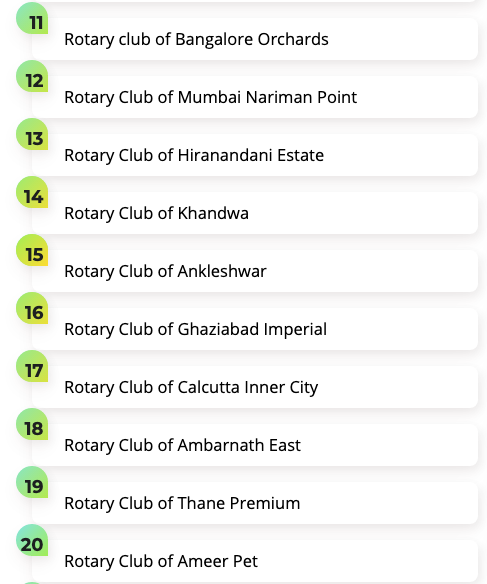 11
Rotary club of Bangalore Orchards
12
Rotary Club of Mumbai Nariman Point
13
Rotary Club of Hiranandani Estate
14
Rotary Club of Khandwa
15
Rotary Club of Ankleshwar
16
Rotary Club of Ghaziabad Imperial
17
Rotary Club of Calcutta Inner City
18
Rotary Club of Ambarnath East
19
Rotary Club of Thane Premium
20
Rotary Club of Ameer Pet